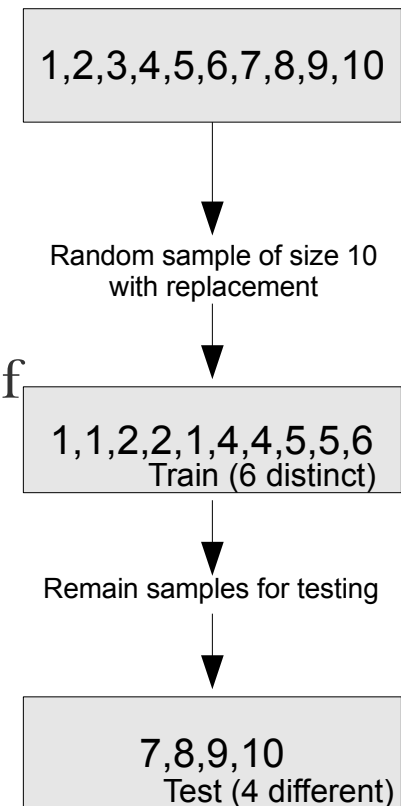 1,2,3,4,5,6,7,8,9,10
Random sample of size 10
with replacement
f
1,1,2,2,1,4,4,5,5,6
Train (6 distinct)
Remain samples for testing
7,8,9,10
Test (4 different)